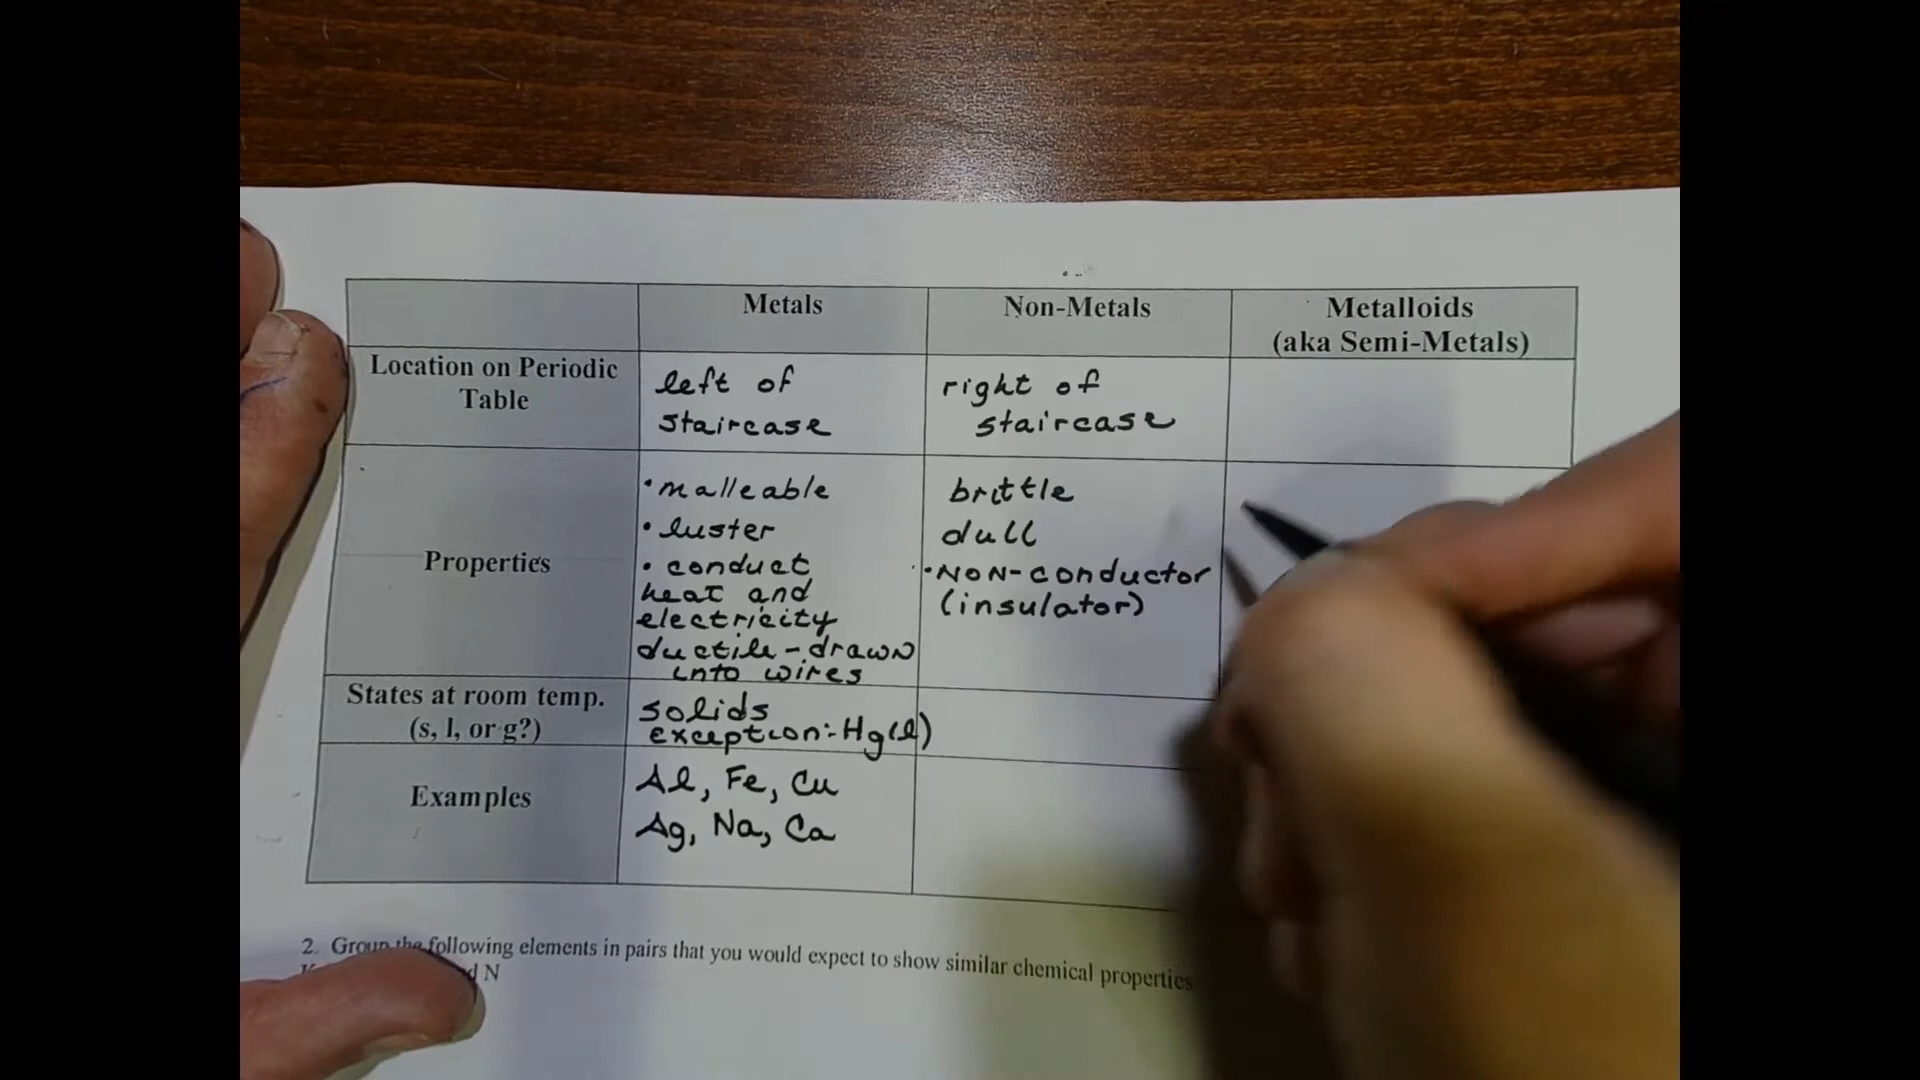 Metals
Non-Metals
Metalloids
(aka Semi-Metals)
Location on Periodic
Table
left of
staircase
right of
staircase
Properties
• malleable
• luster
• conduct
heat and
electricity
ductile - drawn
into wires
brittle
dull
• NON-conductor
(insulator)
States at room temp.
(s, l, or g?)
solids
exception:- Hg(l)
Examples
Al, Fe, Cu
Ag, Na, Ca
2. Group the following elements in pairs that you would expect to show similar chemical properties
N